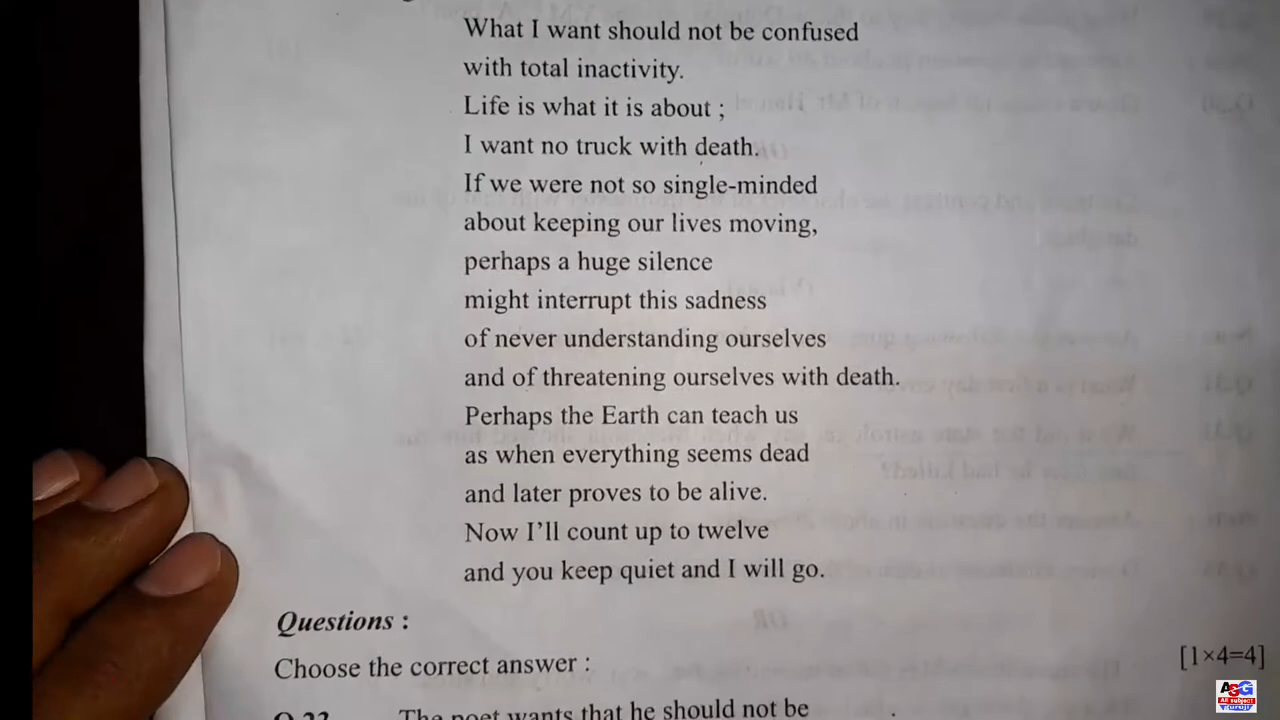 What I want should not be confused
with total inactivity.
Life is what it is about ;
I want no truck with death.
If we were not so single-minded
about keeping our lives moving,
perhaps a huge silence
might interrupt this sadness
of never understanding ourselves
and of threatening ourselves with death.
Perhaps the Earth can teach us
as when everything seems dead
and later proves to be alive.
Now I'll count up to twelve
and you keep quiet and I will go.
Questions :
Choose the correct answer :
[1×4=4]
The poet wants that he should not be
All subject